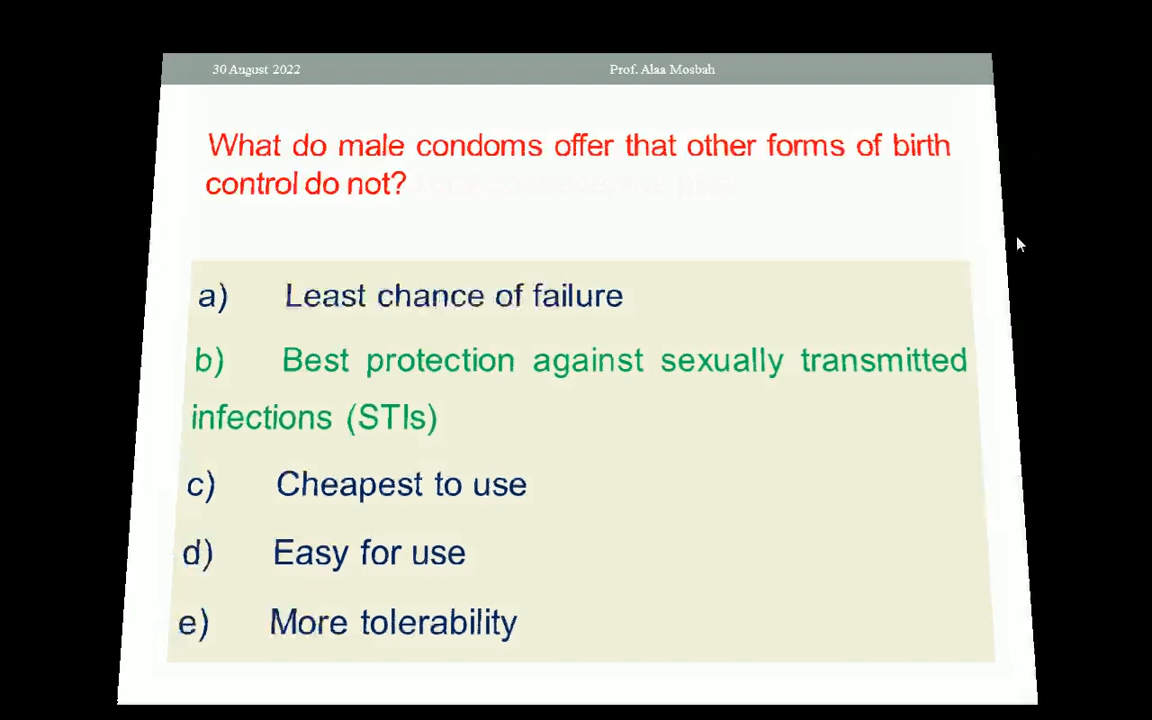 30 August 2022 Prof. Alaa Mosbah
What do male condoms offer that other forms of birth
control do not?
a) Least chance of failure
b) Best protection against sexually transmitted
infections (STIs)
c) Cheapest to use
d) Easy for use
e) More tolerability